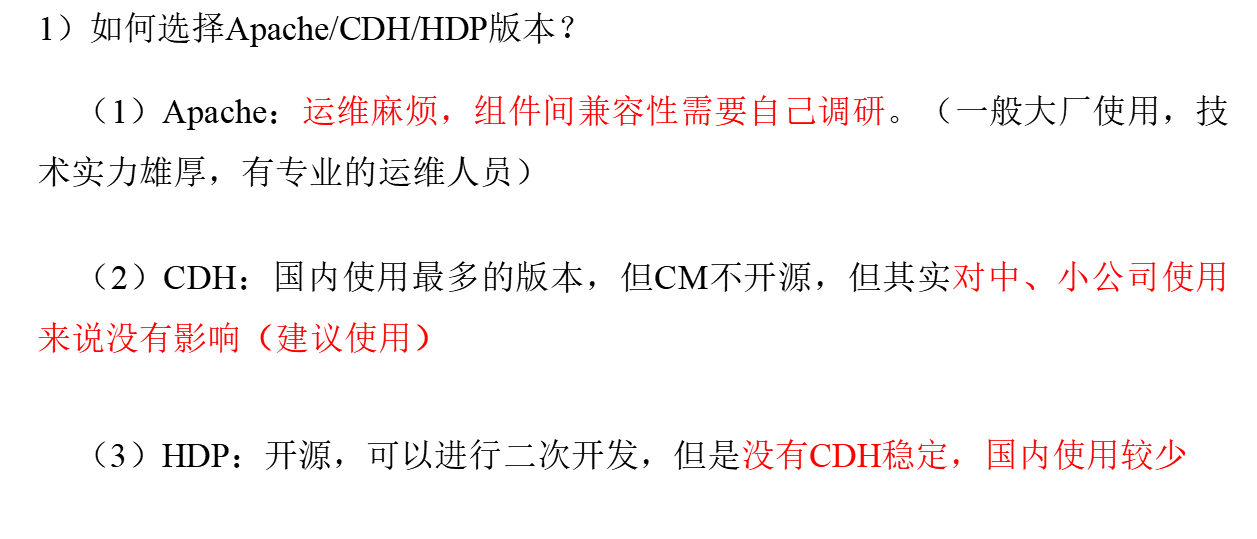 1）如何选择Apache/CDH/HDP版本？
（1）Apache：运维麻烦，组件间兼容性需要自己调研。（一般大厂使用，技
术实力雄厚，有专业的运维人员）
（2）CDH：国内使用最多的版本，但CM不开源，但其实对中、小公司使用
来说没有影响（建议使用）
（3）HDP：开源，可以进行二次开发，但是没有CDH稳定，国内使用较少